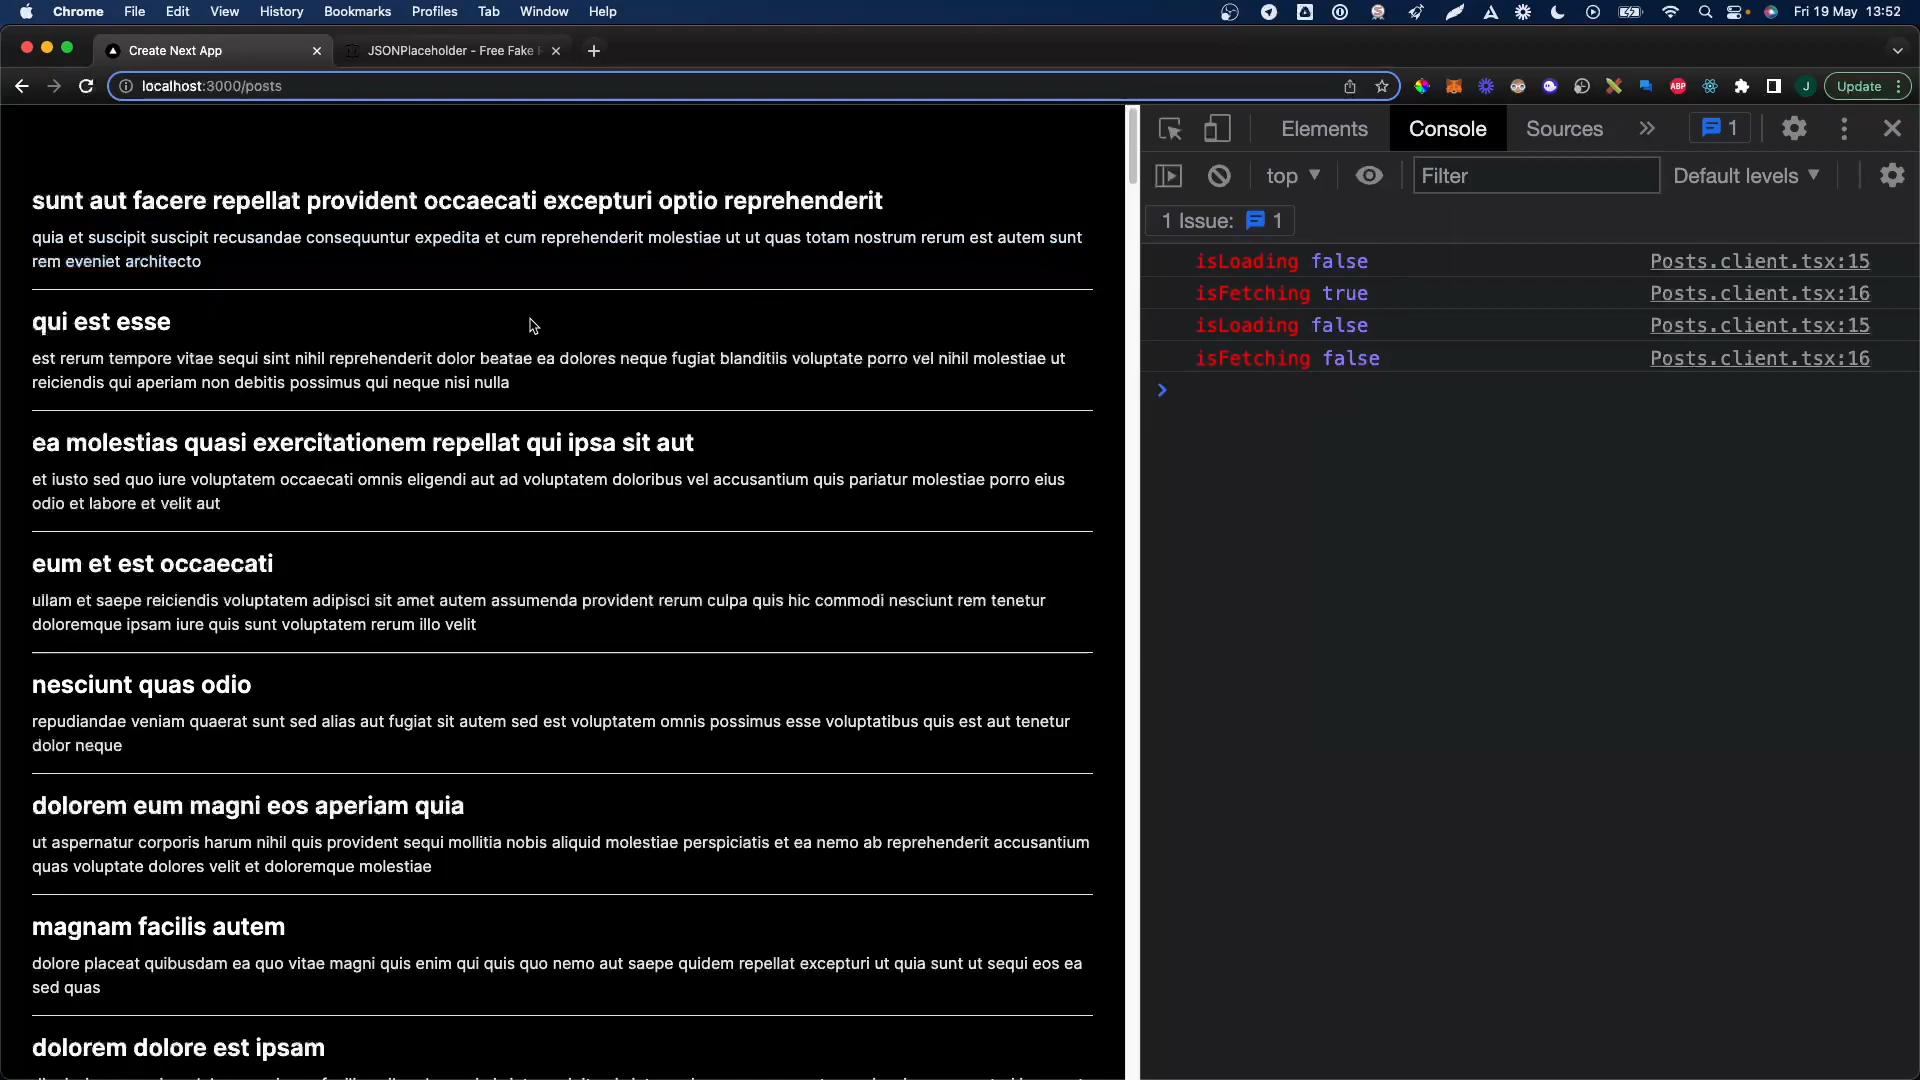 Chrome File Edit View History Bookmarks Profiles Tab Window Help Fri 19 May 13:52
Create Next App JSONPlaceholder - Free Fake
localhost:3000/posts J Update
ABP
Elements Console Sources 1
top Filter Default levels
1 Issue: 1
isLoading false Posts.client.tsx:15
isFetching true Posts.client.tsx:16
isLoading false Posts.client.tsx:15
isFetching false Posts.client.tsx:16
sunt aut facere repellat provident occaecati excepturi optio reprehenderit
quia et suscipit suscipit recusandae consequuntur expedita et cum reprehenderit molestiae ut ut quas totam nostrum rerum est autem sunt
rem eveniet architecto
qui est esse
est rerum tempore vitae sequi sint nihil reprehenderit dolor beatae ea dolores neque fugiat blanditiis voluptate porro vel nihil molestiae ut
reiciendis qui aperiam non debitis possimus qui neque nisi nulla
ea molestias quasi exercitationem repellat qui ipsa sit aut
et iusto sed quo iure voluptatem occaecati omnis eligendi aut ad voluptatem doloribus vel accusantium quis pariatur molestiae porro eius
odio et labore et velit aut
eum et est occaecati
ullam et saepe reiciendis voluptatem adipisci sit amet autem assumenda provident rerum culpa quis hic commodi nesciunt rem tenetur
doloremque ipsam iure quis sunt voluptatem rerum illo velit
nesciunt quas odio
repudiandae veniam quaerat sunt sed alias aut fugiat sit autem sed est voluptatem omnis possimus esse voluptatibus quis est aut tenetur
dolor neque
dolorem eum magni eos aperiam quia
ut aspernatur corporis harum nihil quis provident sequi mollitia nobis aliquid molestiae perspiciatis et ea nemo ab reprehenderit accusantium
quas voluptate dolores velit et doloremque molestiae
magnam facilis autem
dolore placeat quibusdam ea quo vitae magni quis enim qui quis quo nemo aut saepe quidem repellat excepturi ut quia sunt ut sequi eos ea
sed quas
dolorem dolore est ipsam